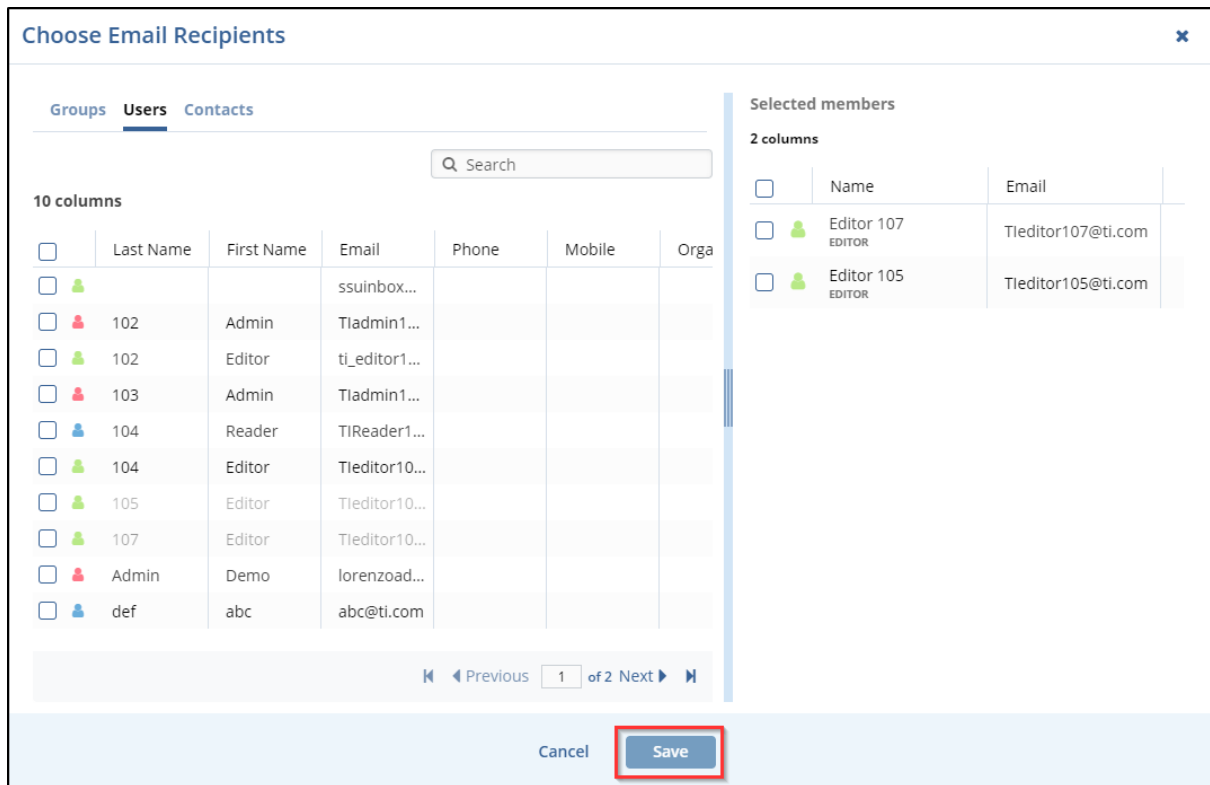 Choose Email Recipients
Groups Users Contacts
Search
10 columns
Last Name First Name Email Phone Mobile Orga
ssuinbox...
102 Admin TIadmin1...
102 Editor ti_editor1...
103 Admin TIadmin1...
104 Reader TIReader1...
104 Editor TIeditor10...
105 Editor TIeditor10...
107 Editor TIeditor10...
Admin Demo lorenzoad...
def abc abc@ti.com
Previous 1 of 2 Next
Selected members
2 columns
Name Email
Editor 107 TIeditor107@ti.com
EDITOR
Editor 105 TIeditor105@ti.com
EDITOR
Cancel Save